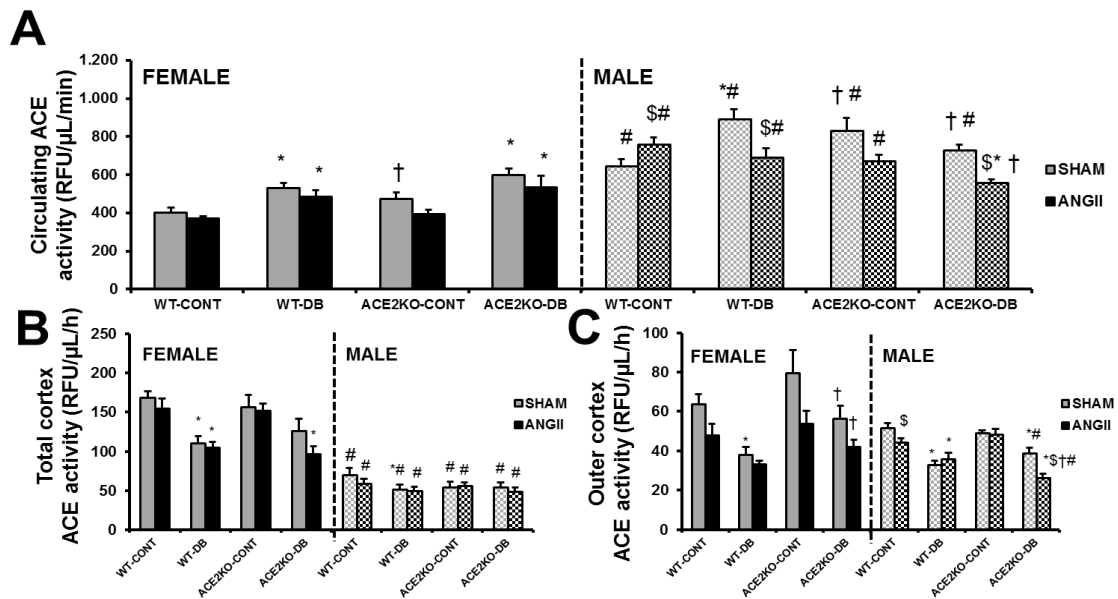 A
Circulating ACE
activity (RFU/µL/min)
1.200
1.000
800
600
400
200
0
FEMALE
MALE
* * † * *
# $# *# $# † # # † # $* †
SHAM
ANGII
WT-CONT WT-DB ACE2KO-CONT ACE2KO-DB WT-CONT WT-DB ACE2KO-CONT ACE2KO-DB
B
Total cortex
ACE activity (RFU/µL/h)
250
200
150
100
50
0
FEMALE
MALE
* * *
# # *# # # # # #
SHAM
ANGII
WT-CONT WT-DB ACE2KO-CONT ACE2KO-DB WT-CONT WT-DB ACE2KO-CONT ACE2KO-DB
C
Outer cortex
ACE activity (RFU/µL/h)
100
80
60
40
20
0
FEMALE
MALE
* † †
$ * * *# *$†#
SHAM
ANGII
WT-CONT WT-DB ACE2KO-CONT ACE2KO-DB WT-CONT WT-DB ACE2KO-CONT ACE2KO-DB